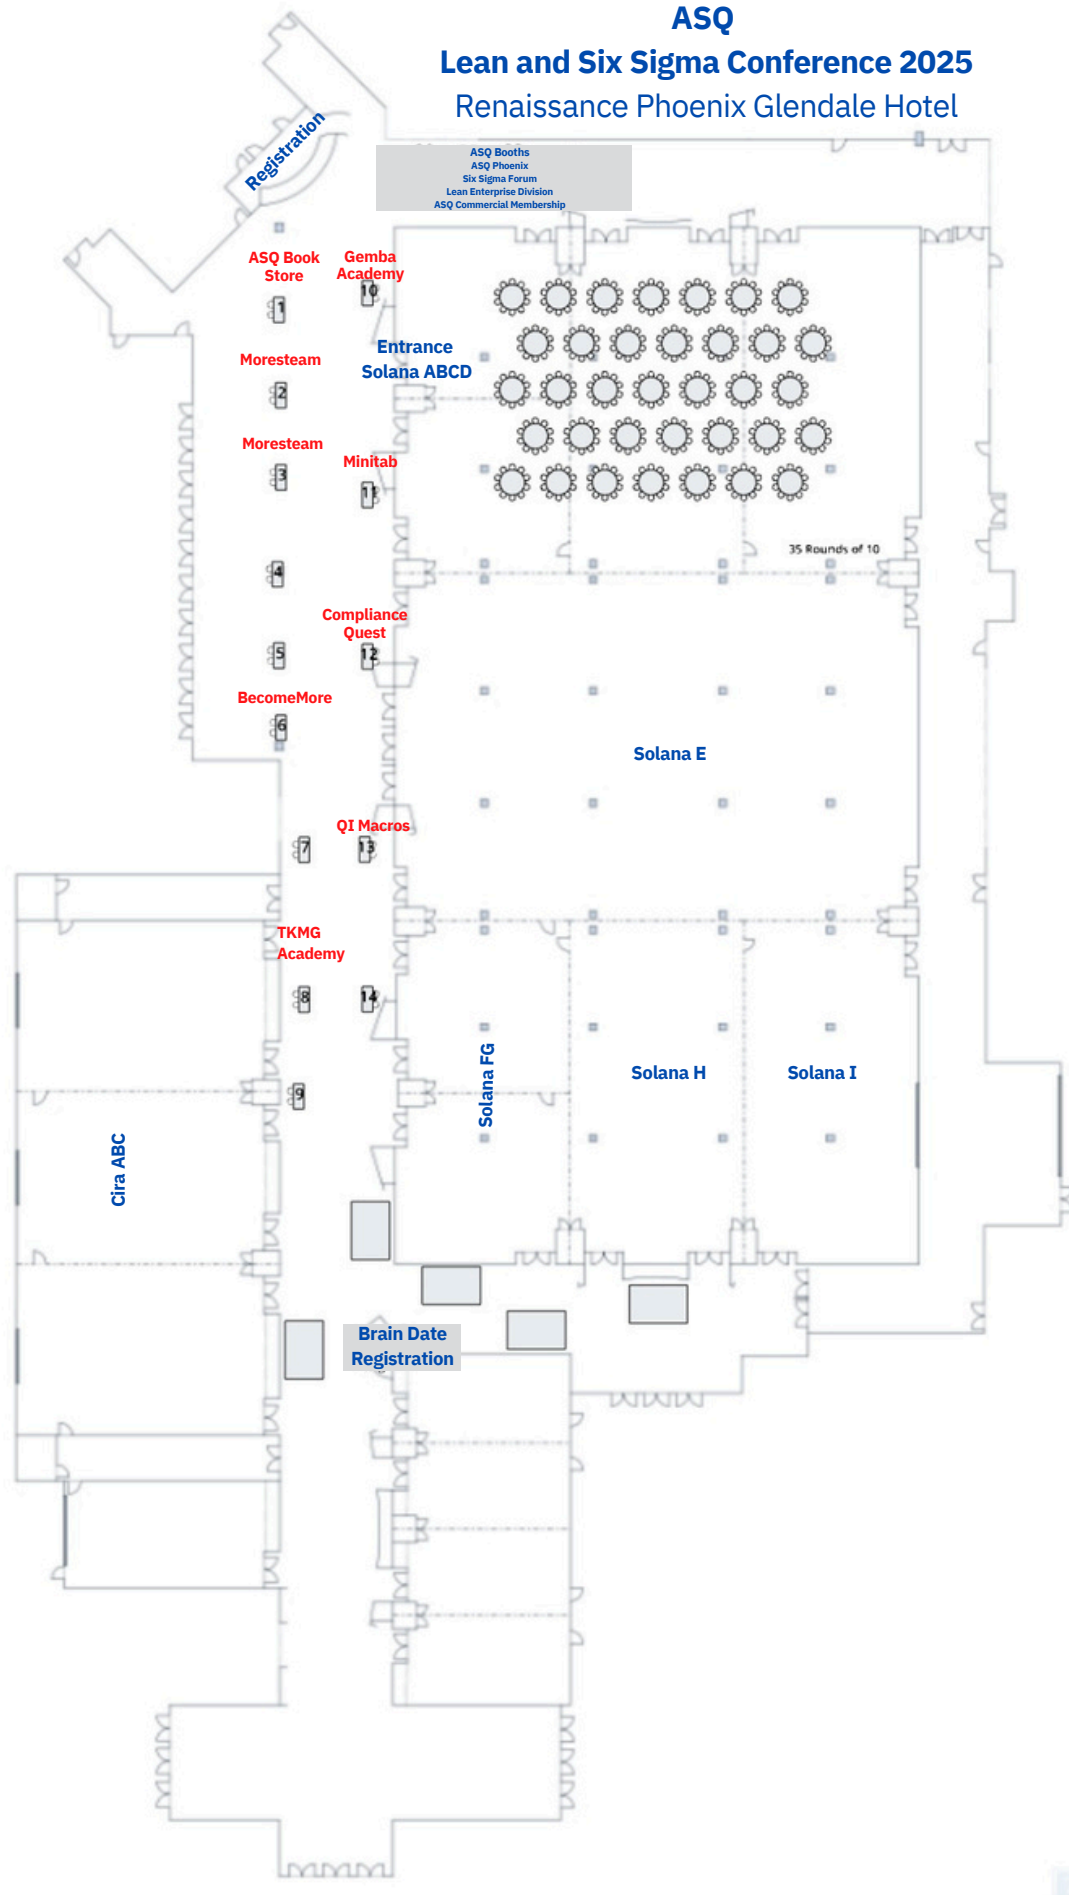 ASQ
Lean and Six Sigma Conference 2025
Renaissance Phoenix Glendale Hotel
Registration
ASQ Booths
ASQ Phoenix
Six Sigma Forum
Lean Enterprise Division
ASQ Commercial Membership
ASQ Book
Store
1
Gemba
Academy
10
Entrance
Solana ABCD
Moresteam
2
Moresteam
3
Minitab
11
35 Rounds of 10
4
Compliance
Quest
12
5
BecomeMore
6
Solana E
QI Macros
13
7
TKMG
Academy
8
14
9
Solana FG
Solana H
Solana I
Cira ABC
Brain Date
Registration